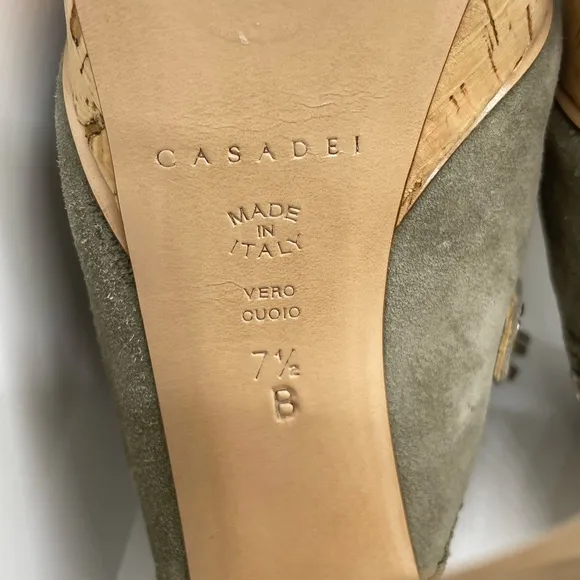 CASADEI
MADE
IN
ITALY
VERO
CUOIO
7½
B